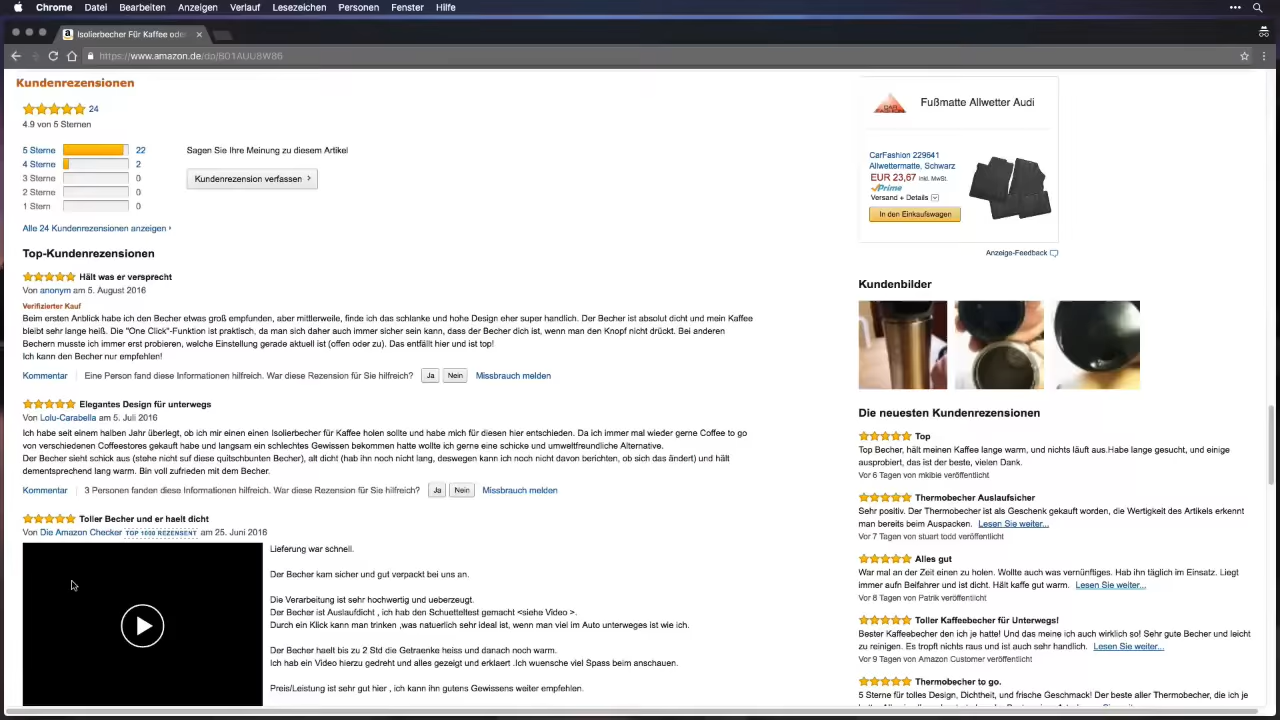 Chrome Datei Bearbeiten Anzeigen Verlauf Lesezeichen Personen Fenster Hilfe
Isolierbecher Für Kaffee ode
https://www.amazon.de/dp/B01AUU8W86
Kundenrezensionen
24
4.9 von 5 Sternen
5 Sterne 22
4 Sterne 2
3 Sterne 0
2 Sterne 0
1 Stern 0
Sagen Sie Ihre Meinung zu diesem Artikel
Kundenrezension verfassen
Alle 24 Kundenrezensionen anzeigen
Top-Kundenrezensionen
Hält was er versprecht
Von anonym am 5. August 2016
Verifizierter Kauf
Beim ersten Anblick habe ich den Becher etwas groß empfunden, aber mittlerweile, finde ich das schlanke und hohe Design eher super handlich. Der Becher ist absolut dicht und mein Kaffee
bleibt sehr lange heiß. Die "One Click"-Funktion ist praktisch, da man sich daher auch immer sicher sein kann, dass der Becher dich ist, wenn man den Knopf nicht drückt. Bei anderen
Bechern musste ich immer erst probieren, welche Einstellung gerade aktuell ist (offen oder zu). Das entfällt hier und ist top!
Ich kann den Becher nur empfehlen!
Kommentar Eine Person fand diese Informationen hilfreich. War diese Rezension für Sie hilfreich? Ja Nein Missbrauch melden
Elegantes Design für unterwegs
Von Lolu-Carabella am 5. Juli 2016
Ich habe seit einem halben Jahr überlegt, ob ich mir einen einen Isolierbecher für Kaffee holen sollte und habe mich für diesen hier entschieden. Da ich immer mal wieder gerne Coffee to go
von verschiedenen Coffeestores gekauft habe und langsam ein schlechtes Gewissen bekommen hatte wollte ich gerne eine schicke und umweltfreundliche Alternative.
Der Becher sieht schick aus (stehe nicht auf diese quitschbunten Becher), alt dicht (hab ihn noch nicht lang, deswegen kann ich noch nicht davon berichten, ob sich das ändert) und hält
dementsprechend lang warm. Bin voll zufrieden mit dem Becher.
Kommentar 3 Personen fanden diese Informationen hilfreich. War diese Rezension für Sie hilfreich? Ja Nein Missbrauch melden
Toller Becher und er haelt dicht
Von Die Amazon Checker TOP 1000 REZENSENT am 25. Juni 2016
Lieferung war schnell.
Der Becher kam sicher und gut verpackt bei uns an.
Die Verarbeitung ist sehr hochwertig und ueberzeugt.
Der Becher ist Auslaufdicht , ich hab den Schuetteltest gemacht <siehe Video >.
Durch ein Klick kann man trinken ,was natuerlich sehr ideal ist, wenn man viel im Auto unterweges ist wie ich.
Der Becher haelt bis zu 2 Std die Getraenke heiss und danach noch warm.
Ich hab ein Video hierzu gedreht und alles gezeigt und erklaert .Ich wuensche viel Spass beim anschauen.
Preis/Leistung ist sehr gut hier , ich kann ihn gutens Gewissens weiter empfehlen.
Fußmatte Allwetter Audi
CarFashion 229641
Allwettermatte, Schwarz
EUR 23,67 inkl. MwSt.
Prime
Versand + Details
In den Einkaufswagen
Anzeige-Feedback
Kundenbilder
Die neuesten Kundenrezensionen
Top
Top Becher, hält meinen Kaffee lange warm, und nichts läuft aus.Habe lange gesucht, und einige
ausprobiert, das ist der beste, vielen Dank.
Vor 6 Tagen von mkibie veröffentlicht
Thermobecher Auslaufsicher
Sehr positiv. Der Thermobecher ist als Geschenk gekauft worden, die Wertigkeit des Artikels erkennt
man bereits beim Auspacken. Lesen Sie weiter...
Vor 7 Tagen von stuart todd veröffentlicht
Alles gut
War mal an der Zeit einen zu holen. Wollte auch was vernünftiges. Hab ihn täglich im Einsatz. Liegt
immer aufn Beifahrer und ist dicht. Hält kaffe gut warm. Lesen Sie weiter...
Vor 8 Tagen von Patrik veröffentlicht
Toller Kaffeebecher für Unterwegs!
Bester Kaffeebecher den ich je hatte! Und das meine ich auch wirklich so! Sehr gute Becher und leicht
zu reinigen. Es tropft nichts raus und ist auch sehr handlich. Lesen Sie weiter...
Vor 9 Tagen von Amazon Customer veröffentlicht
Thermobecher to go.
5 Sterne für tolles Design, Dichtheit, und frische Geschmack! Der beste aller Thermobecher, die ich je